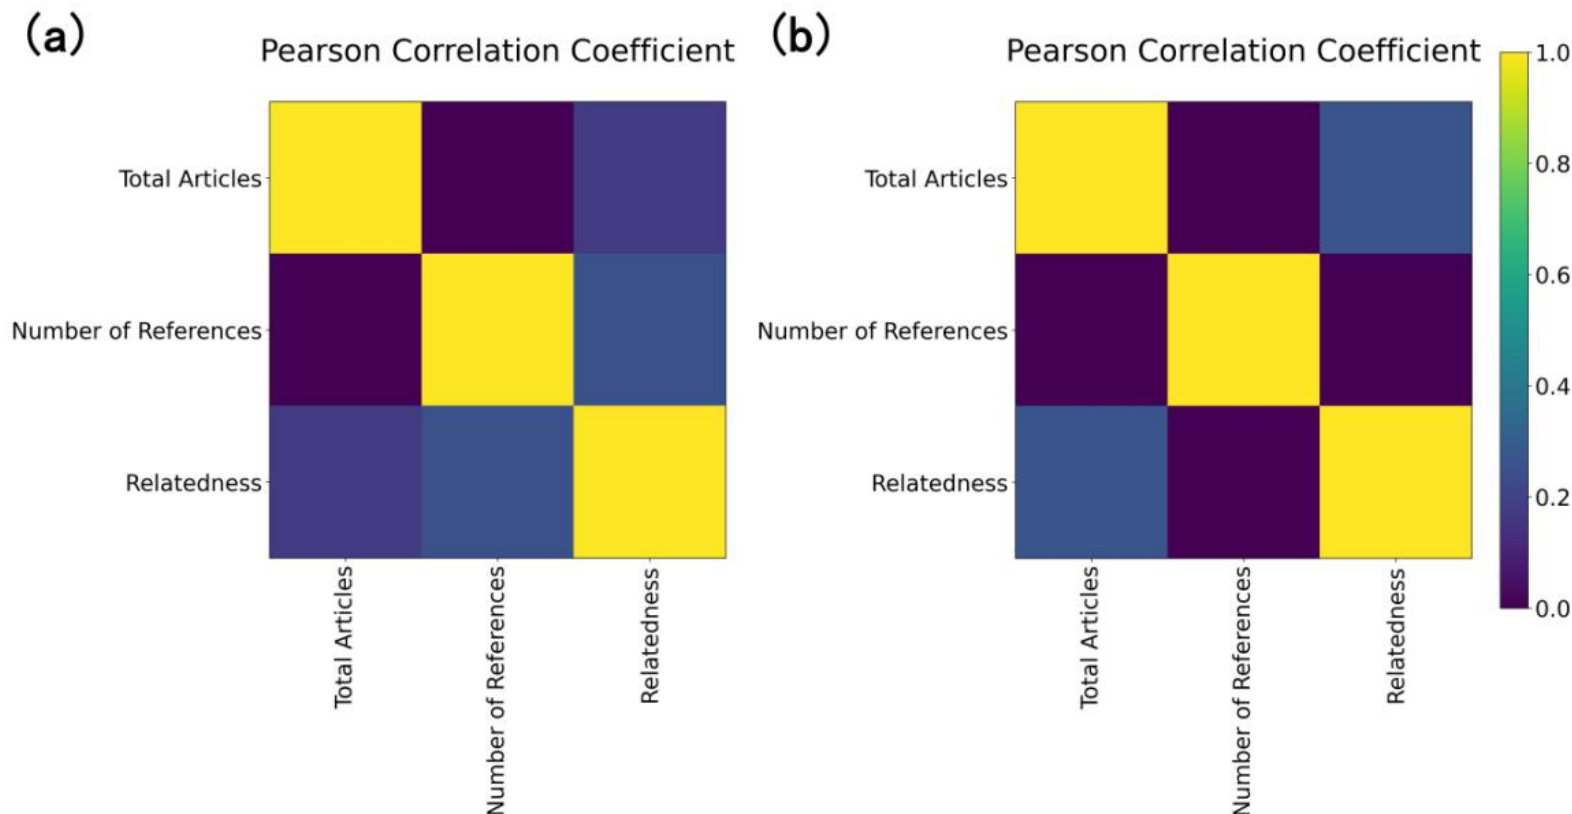 (a)
Pearson Correlation Coefficient
Total Articles
Number of References
Relatedness
Total Articles
Number of References
Relatedness
(b)
Pearson Correlation Coefficient
Total Articles
Number of References
Relatedness
Total Articles
Number of References
Relatedness
1.0
0.8
0.6
0.4
0.2
0.0